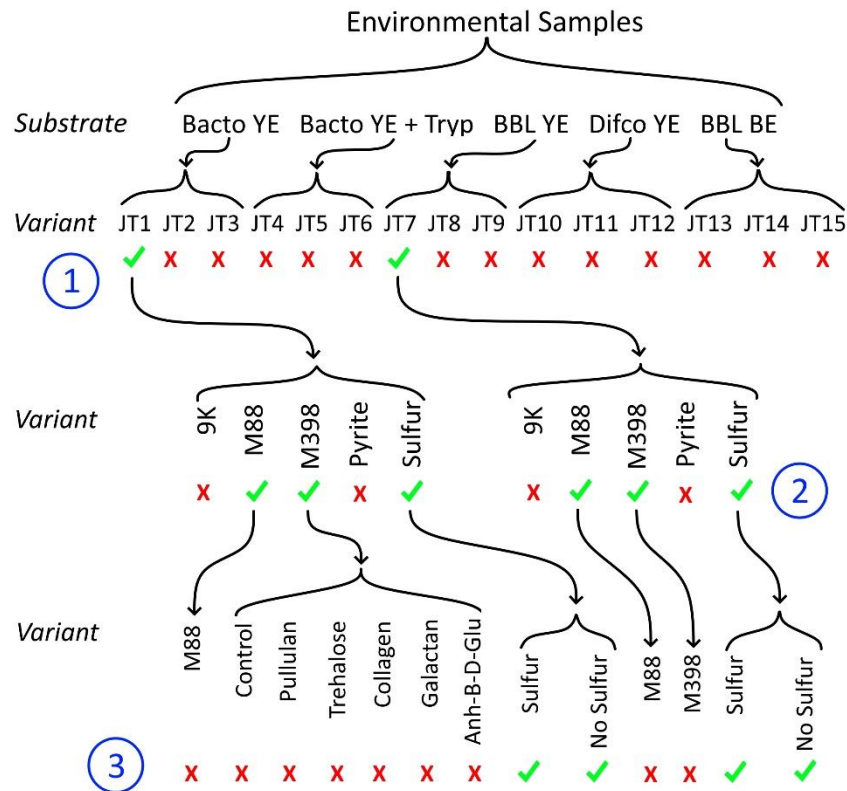 Environmental Samples
Substrate Bacto YE Bacto YE + Tryp BBL YE Difco YE BBL BE
Variant JT1 JT2 JT3 JT4 JT5 JT6 JT7 JT8 JT9 JT10 JT11 JT12 JT13 JT14 JT15
X X X X X X X X X X X X X
1
Variant 9K M88 M398 Pyrite Sulfur 9K M88 M398 Pyrite Sulfur
X X X X 2
Variant M88 Control Pullulan Trehalose Collagen Galactan Anh-B-D-Glu Sulfur No Sulfur M88 M398 Sulfur No Sulfur
3 X X X X X X X X X